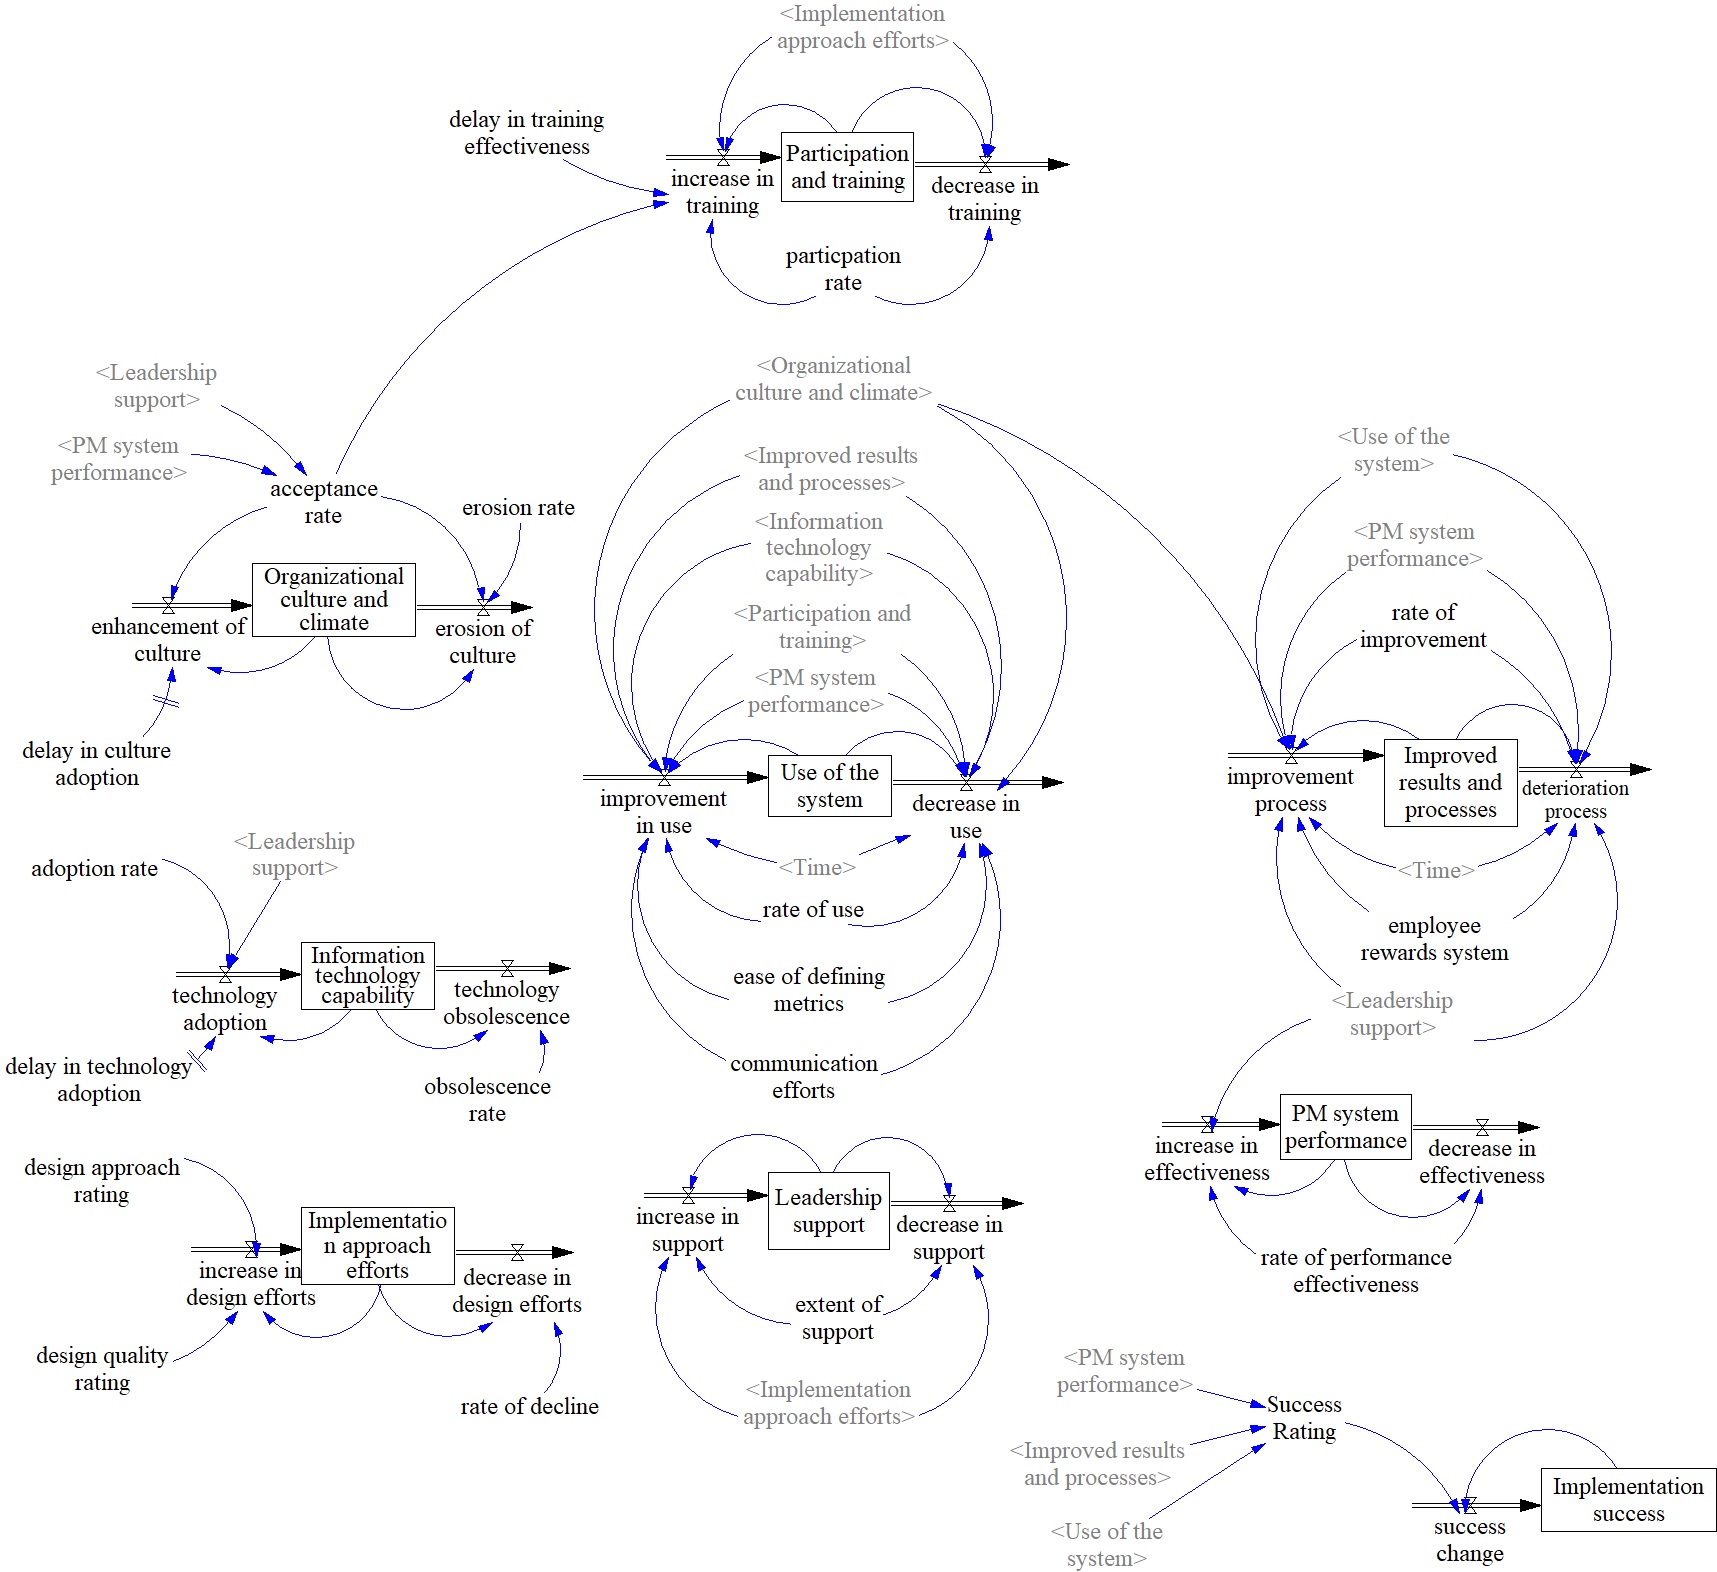 <Implementation
approach efforts>
delay in training
effectiveness
Participation
and training
increase in
training
decrease in
training
particpation
rate
<Leadership
support>
<PM system
performance>
acceptance
rate
erosion rate
Organizational
culture and
climate
enhancement of
culture
erosion of
culture
delay in culture
adoption
<Organizational
culture and climate>
<Improved results
and processes>
<Information
technology
capability>
<Participation and
training>
<PM system
performance>
Use of the
system
improvement
in use
decrease in
use
<Time>
rate of use
ease of defining
metrics
communication
efforts
<Use of the
system>
<PM system
performance>
rate of
improvement
Improved
results and
processes
improvement
process
deterioration
process
<Time>
employee
rewards system
<Leadership
support>
adoption rate
<Leadership
support>
Information
technology
capability
technology
adoption
technology
obsolescence
delay in technology
adoption
obsolescence
rate
PM system
performance
increase in
effectiveness
decrease in
effectiveness
rate of performance
effectiveness
design approach
rating
Implementatio
n approach
efforts
increase in
design efforts
decrease in
design efforts
design quality
rating
rate of decline
Leadership
support
increase in
support
decrease in
support
extent of
support
<Implementation
approach efforts>
<PM system
performance>
Success
Rating
<Improved results
and processes>
<Use of the
system>
Implementation
success
success
change